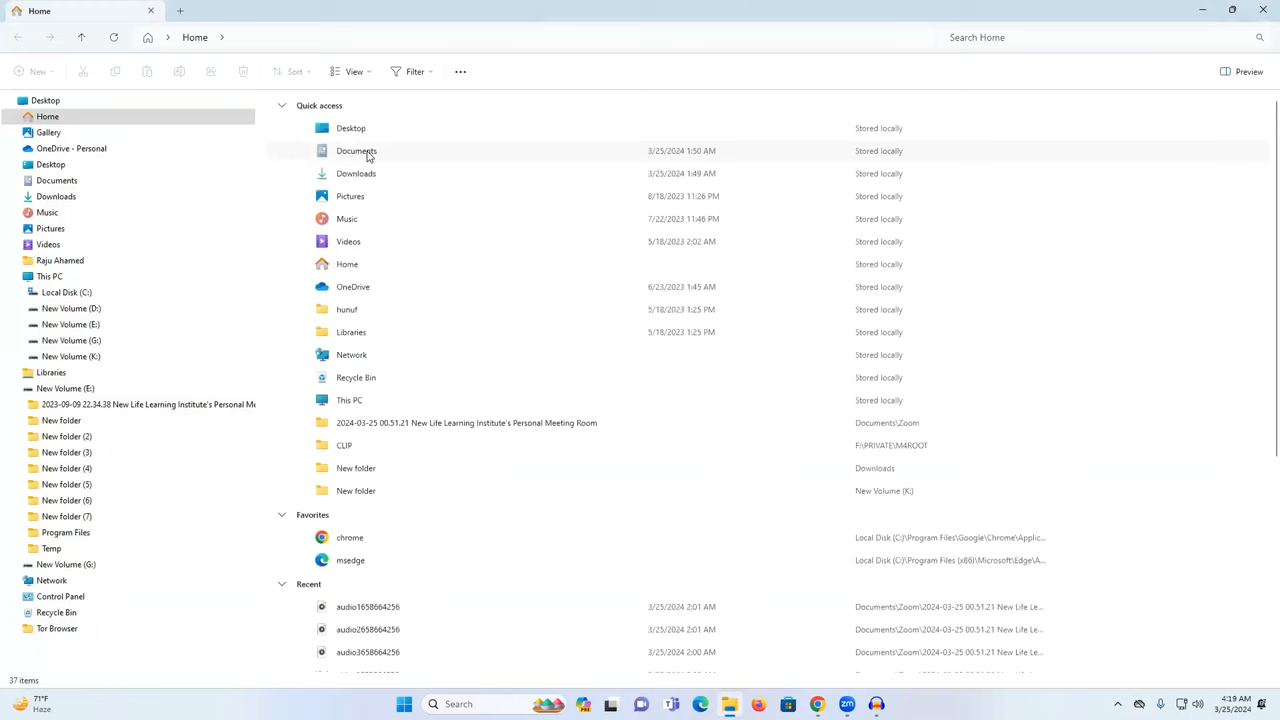 Home
Home
Search Home
New
Sort
View
Filter
Preview
Desktop
Home
Gallery
OneDrive - Personal
Desktop
Documents
Downloads
Music
Pictures
Videos
Raju Ahamed
This PC
Local Disk (C:)
New Volume (D:)
New Volume (E:)
New Volume (G:)
New Volume (K:)
Libraries
New Volume (E:)
2023-09-09 22.34.38 New Life Learning Institute's Personal Me
New folder
New folder (2)
New folder (3)
New folder (4)
New folder (5)
New folder (6)
New folder (7)
Program Files
Temp
New Volume (G:)
Network
Control Panel
Recycle Bin
Tor Browser
Quick access
Desktop Stored locally
Documents 3/25/2024 1:50 AM Stored locally
Downloads 3/25/2024 1:49 AM Stored locally
Pictures 8/18/2023 11:26 PM Stored locally
Music 7/22/2023 11:46 PM Stored locally
Videos 5/18/2023 2:02 AM Stored locally
Home Stored locally
OneDrive 6/23/2023 1:45 AM Stored locally
hunuf 5/18/2023 1:25 PM Stored locally
Libraries 5/18/2023 1:25 PM Stored locally
Network Stored locally
Recycle Bin Stored locally
This PC Stored locally
2024-03-25 00.51.21 New Life Learning Institute's Personal Meeting Room Documents\Zoom
CLIP F:\PRIVATE\M4ROOT
New folder Downloads
New folder New Volume (K:)
Favorites
chrome Local Disk (C:)\Program Files\Google\Chrome\Applic...
msedge Local Disk (C:)\Program Files (x86)\Microsoft\Edge\A...
Recent
audio1658664256 3/25/2024 2:01 AM Documents\Zoom\2024-03-25 00.51.21 New Life Le...
audio2658664256 3/25/2024 2:01 AM Documents\Zoom\2024-03-25 00.51.21 New Life Le...
audio3658664256 3/25/2024 2:00 AM Documents\Zoom\2024-03-25 00.51.21 New Life Le...
37 items
71°F
Haze
Search
4:19 AM
3/25/2024